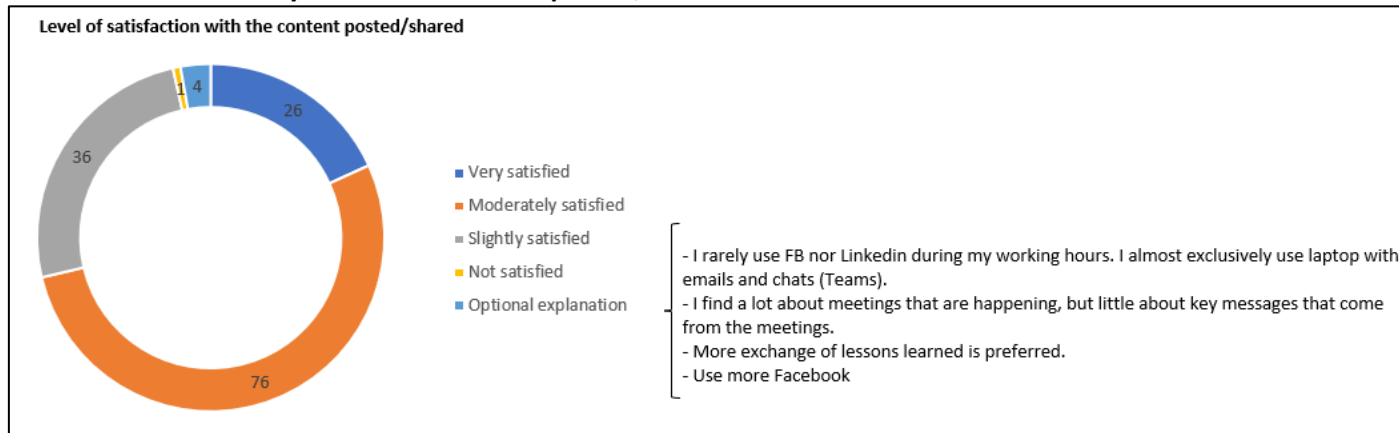 Level of satisfaction with the content posted/shared
1
4
26
36
76
Very satisfied
Moderately satisfied
Slightly satisfied
Not satisfied
Optional explanation
- I rarely use FB nor Linkedin during my working hours. I almost exclusively use laptop with
emails and chats (Teams).
- I find a lot about meetings that are happening, but little about key messages that come
from the meetings.
- More exchange of lessons learned is preferred.
- Use more Facebook